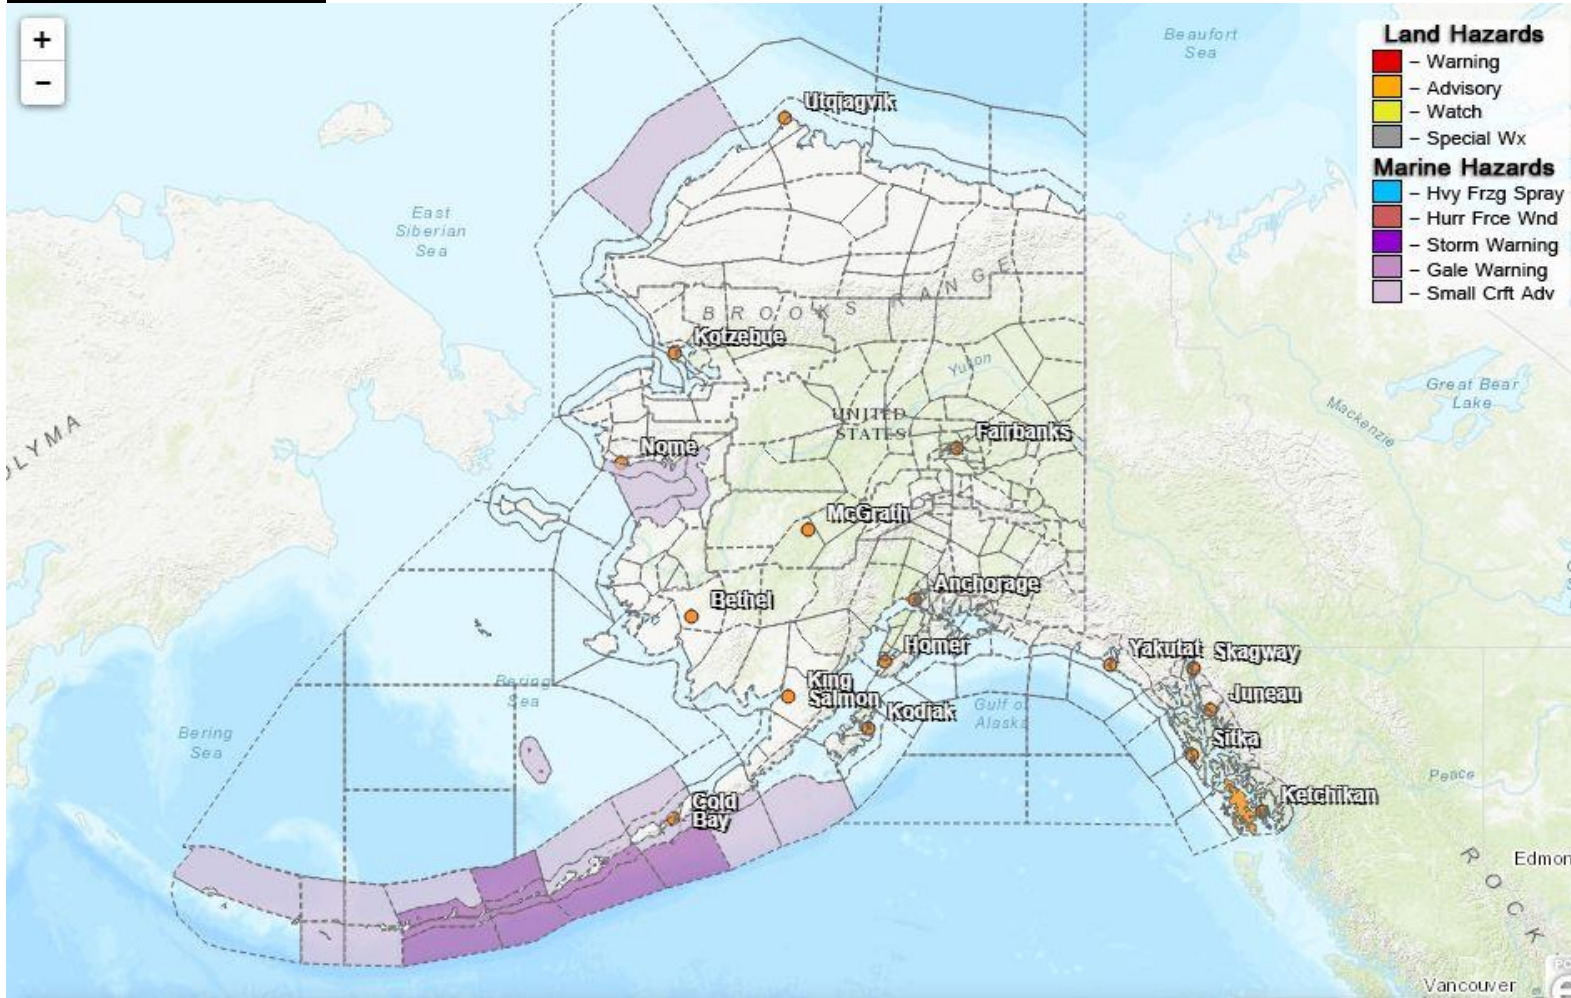 +
−
Land Hazards
– Warning
– Advisory
– Watch
– Special Wx
Marine Hazards
– Hvy Frzg Spray
– Hurr Frce Wnd
– Storm Warning
– Gale Warning
– Small Crft Adv
Beaufort
Sea
Utqiagvik
East
Siberian
Sea
BROOKS RANGE
Kotzebue
Yukon
Great Bear
Lake
Mackenzie
UNITED
STATES
Fairbanks
OLYMA
Nome
McGrath
Anchorage
Bethel
Homer
Yakutat
Skagway
King
Salmon
Juneau
Bering
Sea
Kodiak
Gulf of
Alaska
Bering
Sea
Sitka
Peace
Ketchikan
Cold
Bay
Edmon
ROCK
Vancouver